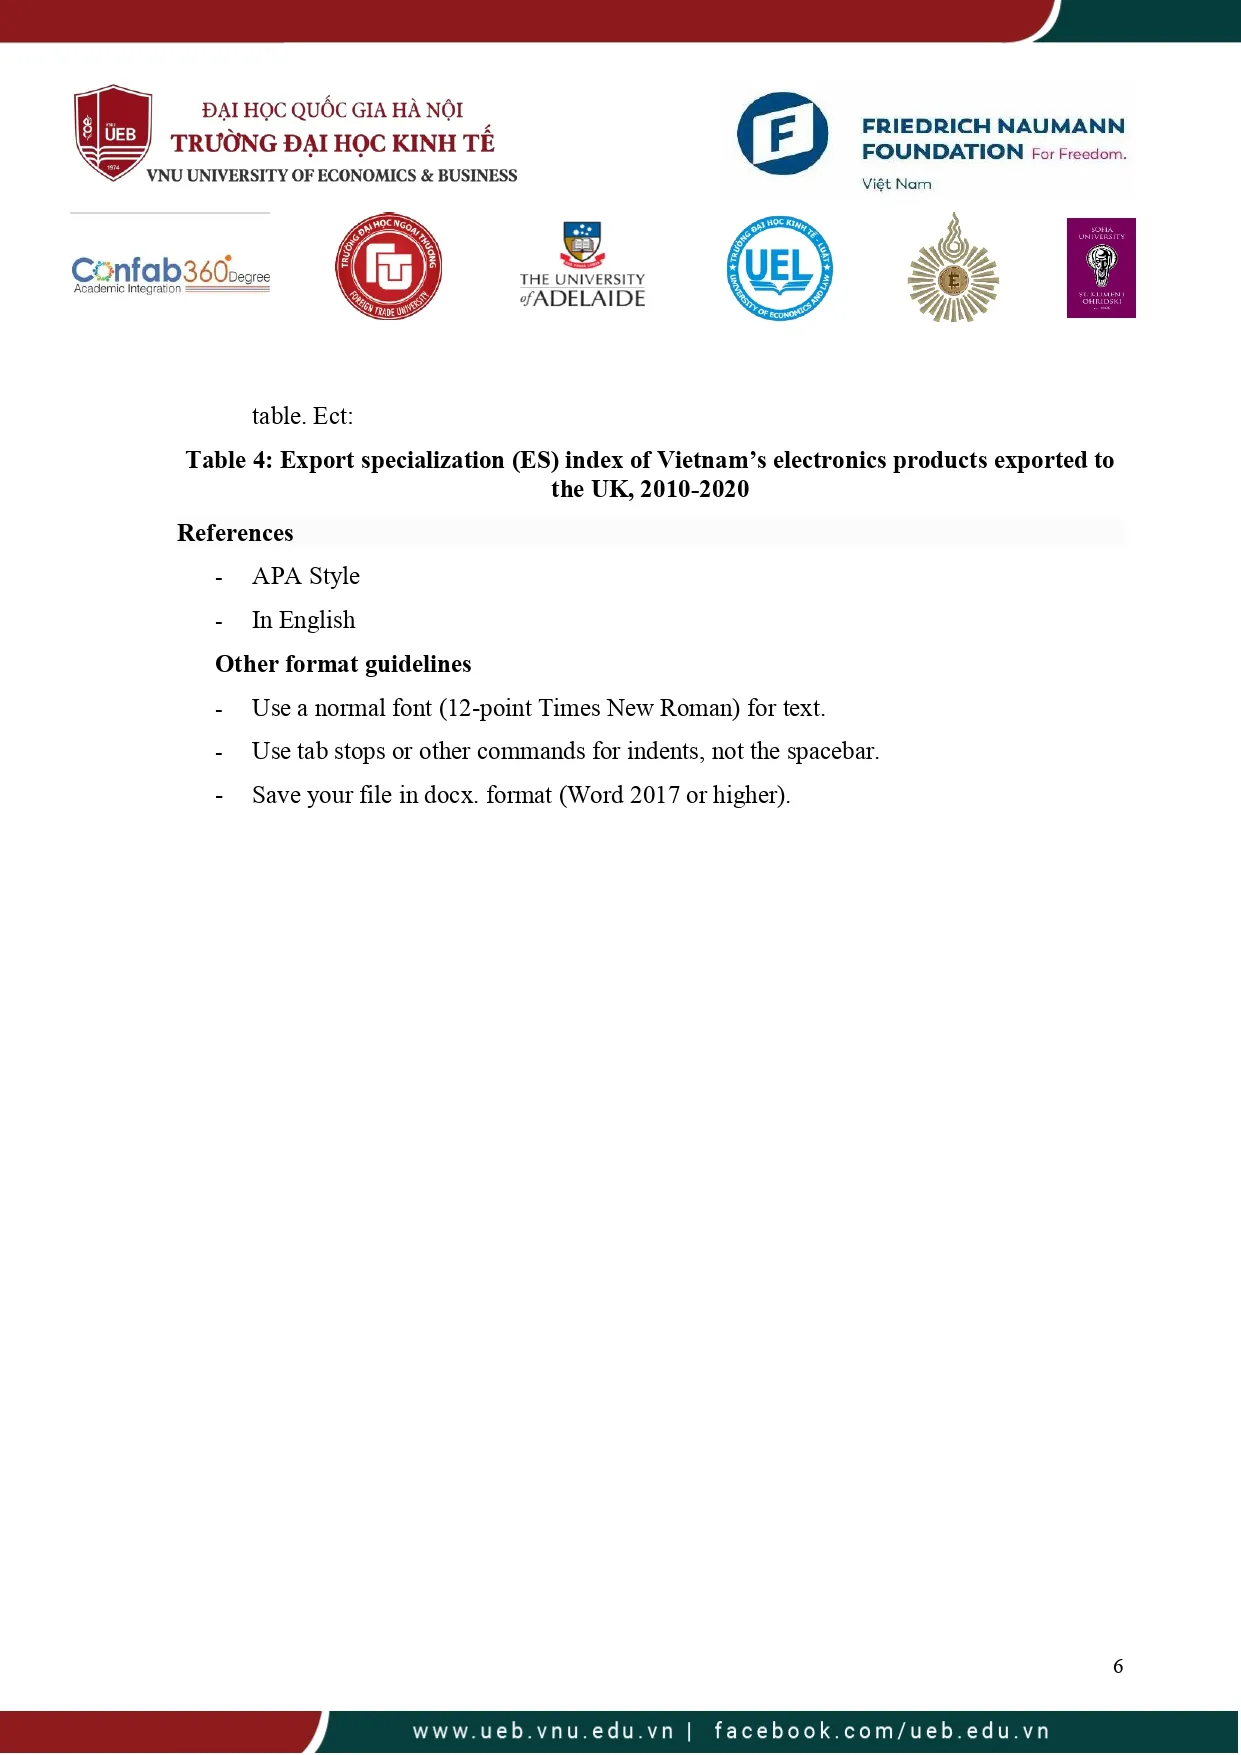 ĐẠI HỌC QUỐC GIA HÀ NỘI
TRƯỜNG ĐẠI HỌC KINH TẾ
VNU UNIVERSITY OF ECONOMICS & BUSINESS
UEB
1974
FRIEDRICH NAUMANN
FOUNDATION For Freedom.
Việt Nam
Confab360°Degree
Academic Integration
TRƯỜNG ĐẠI HỌC NGOẠI THƯƠNG
FOREIGN TRADE UNIVERSITY
THE UNIVERSITY
of ADELAIDE
TRƯỜNG ĐẠI HỌC KINH TẾ - LUẬT
UEL
UNIVERSITY OF ECONOMICS AND LAW
SOFIA
UNIVERSITY
ST. KLIMENT
OHRIDSKI
table. Ect:
Table 4: Export specialization (ES) index of Vietnam’s electronics products exported to
the UK, 2010-2020
References
- APA Style
- In English
Other format guidelines
- Use a normal font (12-point Times New Roman) for text.
- Use tab stops or other commands for indents, not the spacebar.
- Save your file in docx. format (Word 2017 or higher).
6
www.ueb.vnu.edu.vn | facebook.com/ueb.edu.vn